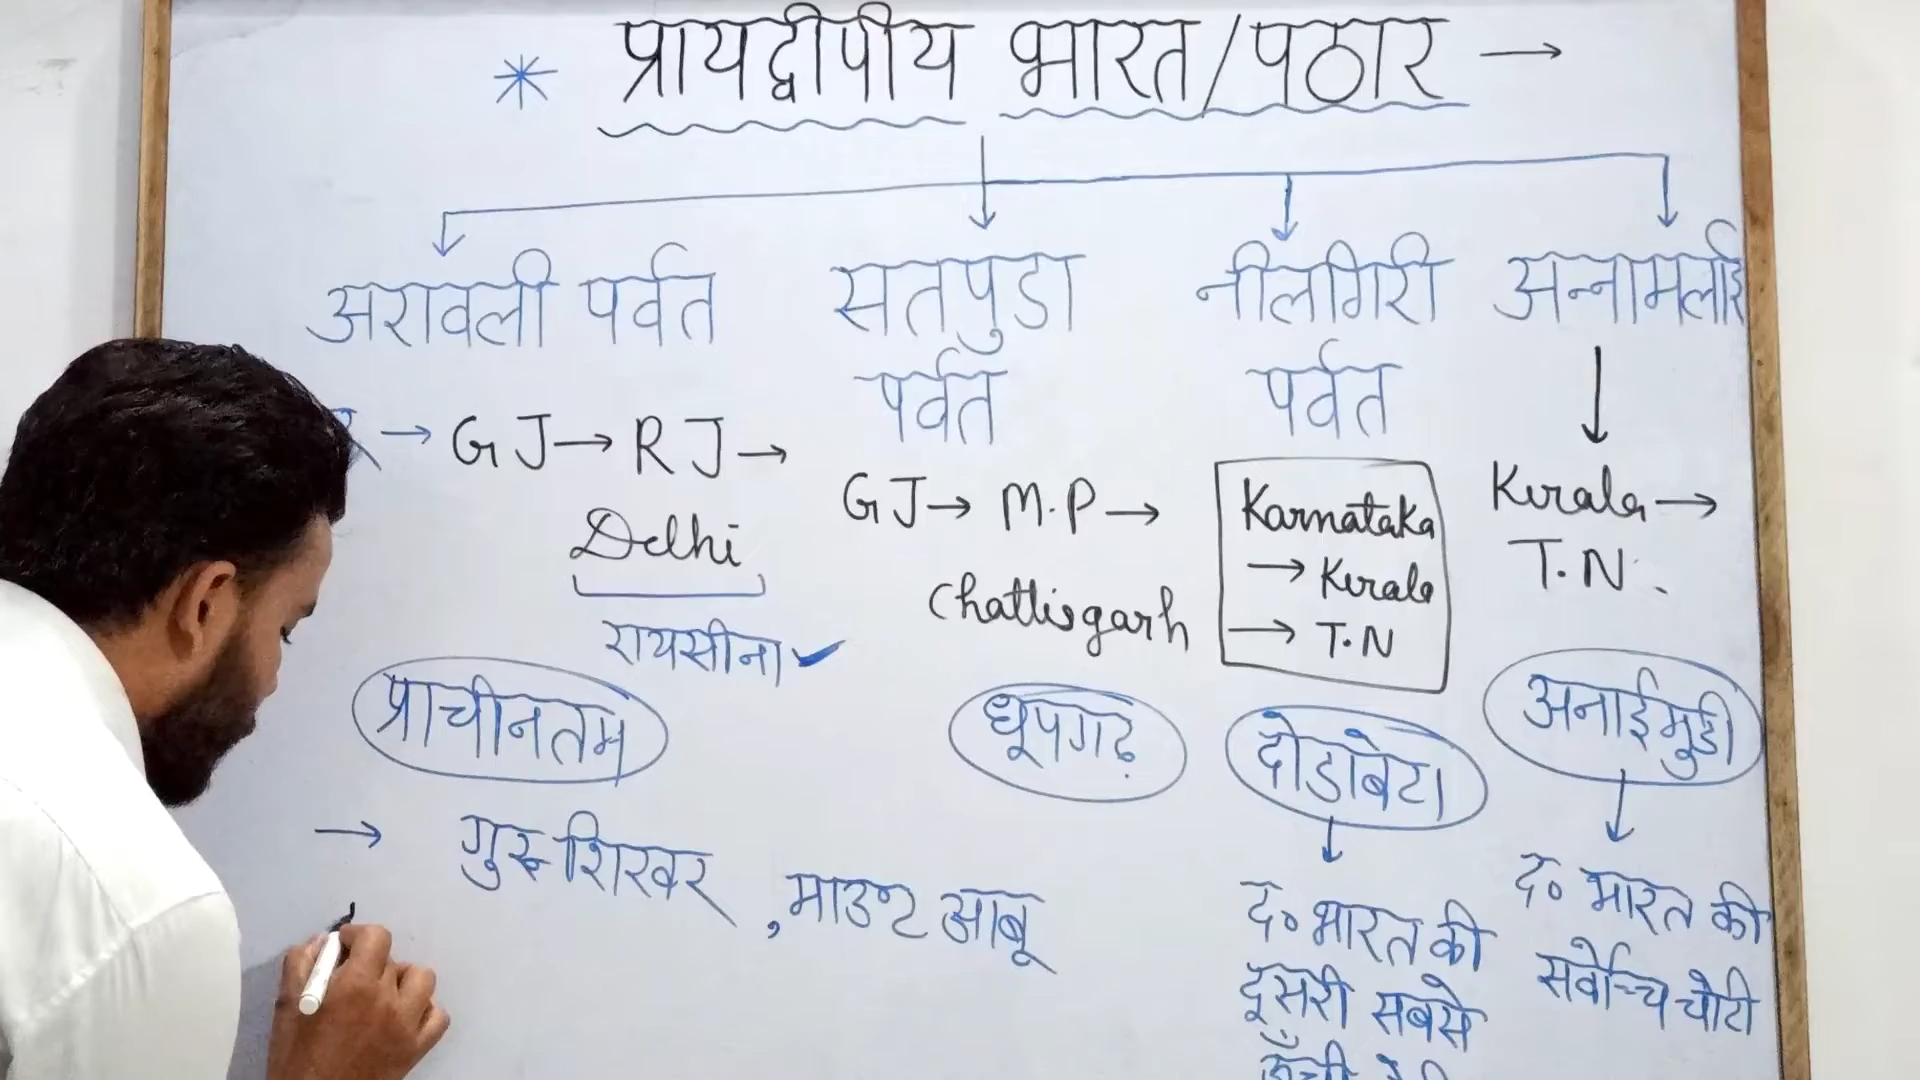 * प्रायद्वीपीय भारत/पठार →
अरावली पर्वत
→ GJ → RJ →
Delhi
रायसीना ✓
प्राचीनतम
→ गुरु शिखर , माउण्ट आबू
सतपुडा
पर्वत
GJ → M.P →
Chattisgarh
धूपगढ़
नीलगिरी
पर्वत
Karnataka
→ Kerala
→ T.N
दोडाबेटा
द० भारत की
दूसरी सबसे
अन्नामलाई
Kerala →
T.N.
अनाईमुडी
द० भारत की
सर्वोच्च चोटी